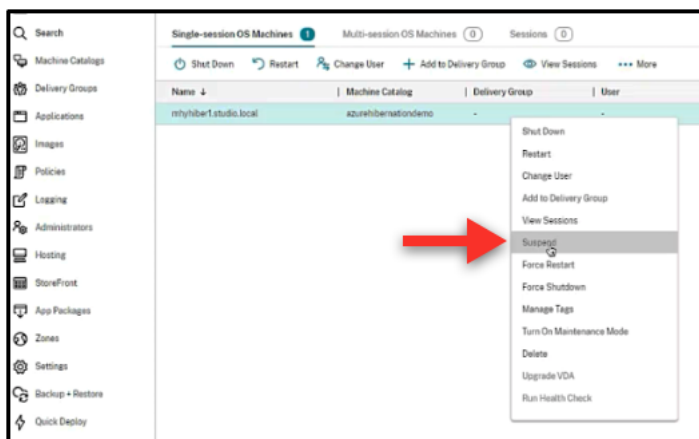 Search
Machine Catalogs
Delivery Groups
Applications
Images
Policies
Logging
Administrators
Hosting
StoreFront
App Packages
Zones
Settings
Backup + Restore
Quick Deploy
Single-session OS Machines 1 Multi-session OS Machines 0 Sessions 0
Shut Down Restart Change User Add to Delivery Group View Sessions More
Name ↓ Machine Catalog Delivery Group User
mhyhiber1.studio.local azurehibernationdemo - -
Shut Down
Restart
Change User
Add to Delivery Group
View Sessions
Suspend
Force Restart
Force Shutdown
Manage Tags
Turn On Maintenance Mode
Delete
Upgrade VDA
Run Health Check